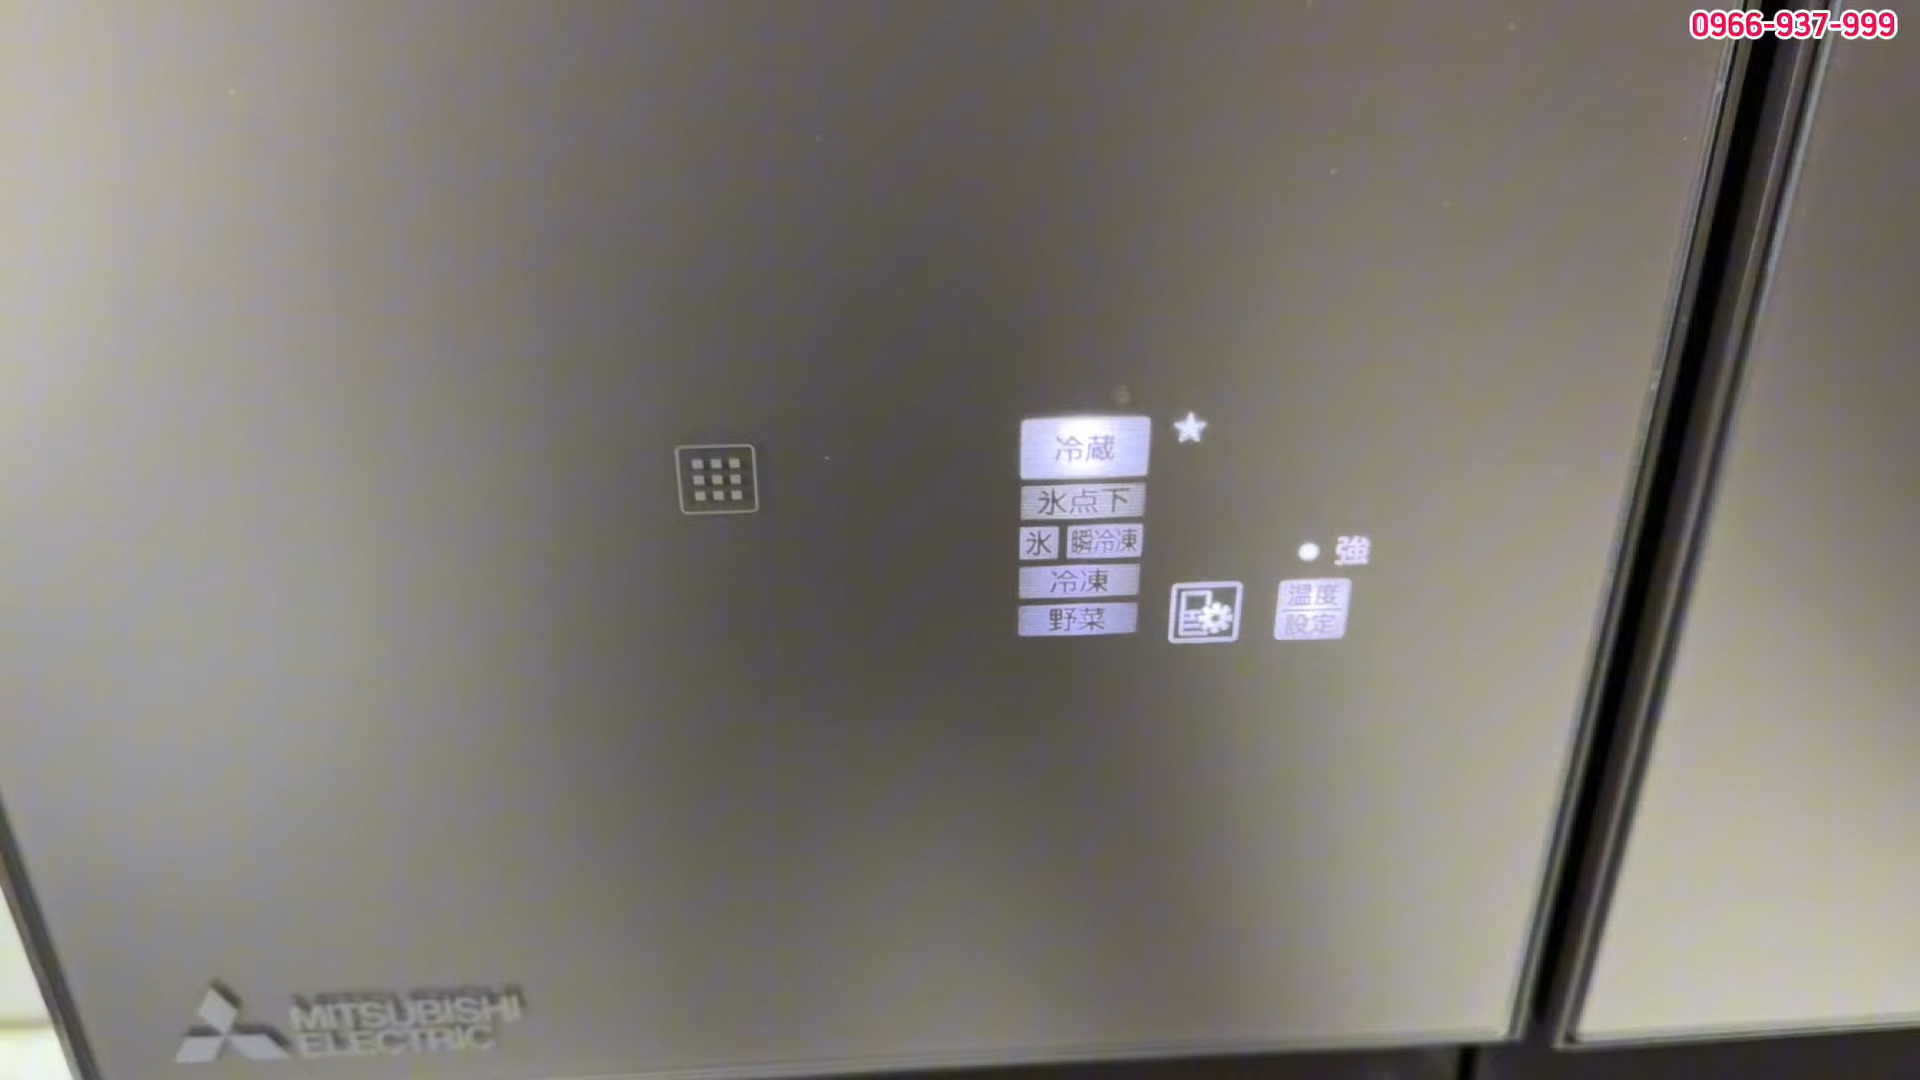 0966-937-999
冷蔵
氷点下
氷 瞬冷凍
冷凍
野菜
強
温度
設定
MITSUBISHI
ELECTRIC